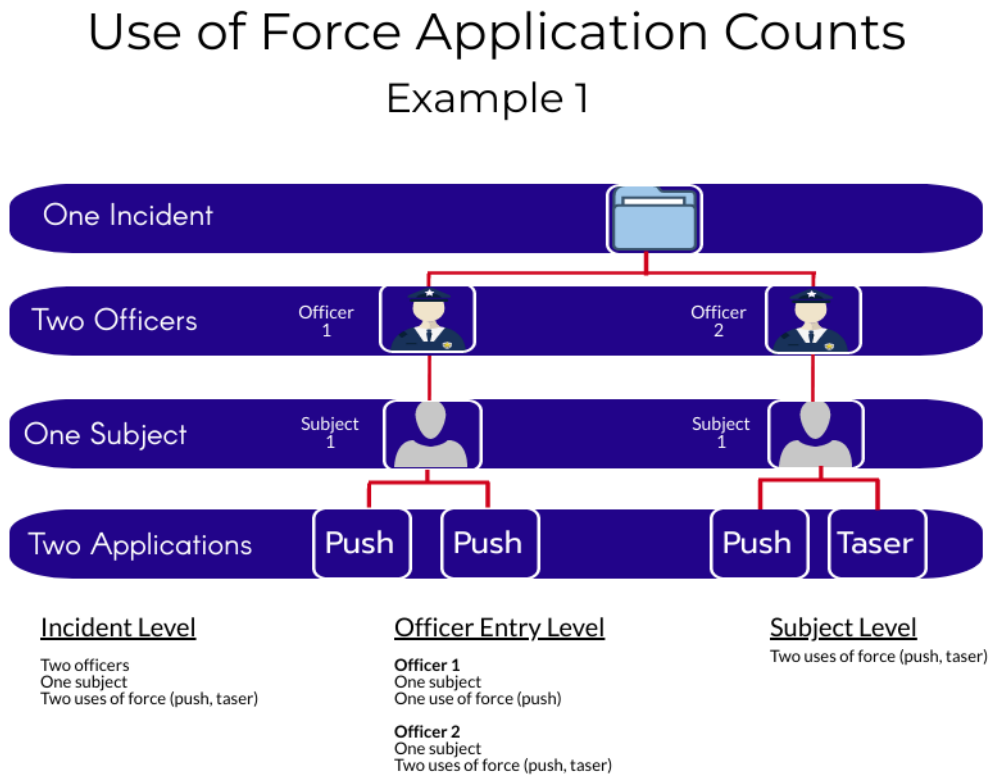 Use of Force Application Counts
Example 1
One Incident
Two Officers
Officer
1
Officer
2
One Subject
Subject
1
Subject
1
Two Applications
Push
Push
Push
Taser
Incident Level
Two officers
One subject
Two uses of force (push, taser)
Officer Entry Level
Officer 1
One subject
One use of force (push)
Officer 2
One subject
Two uses of force (push, taser)
Subject Level
Two uses of force (push, taser)